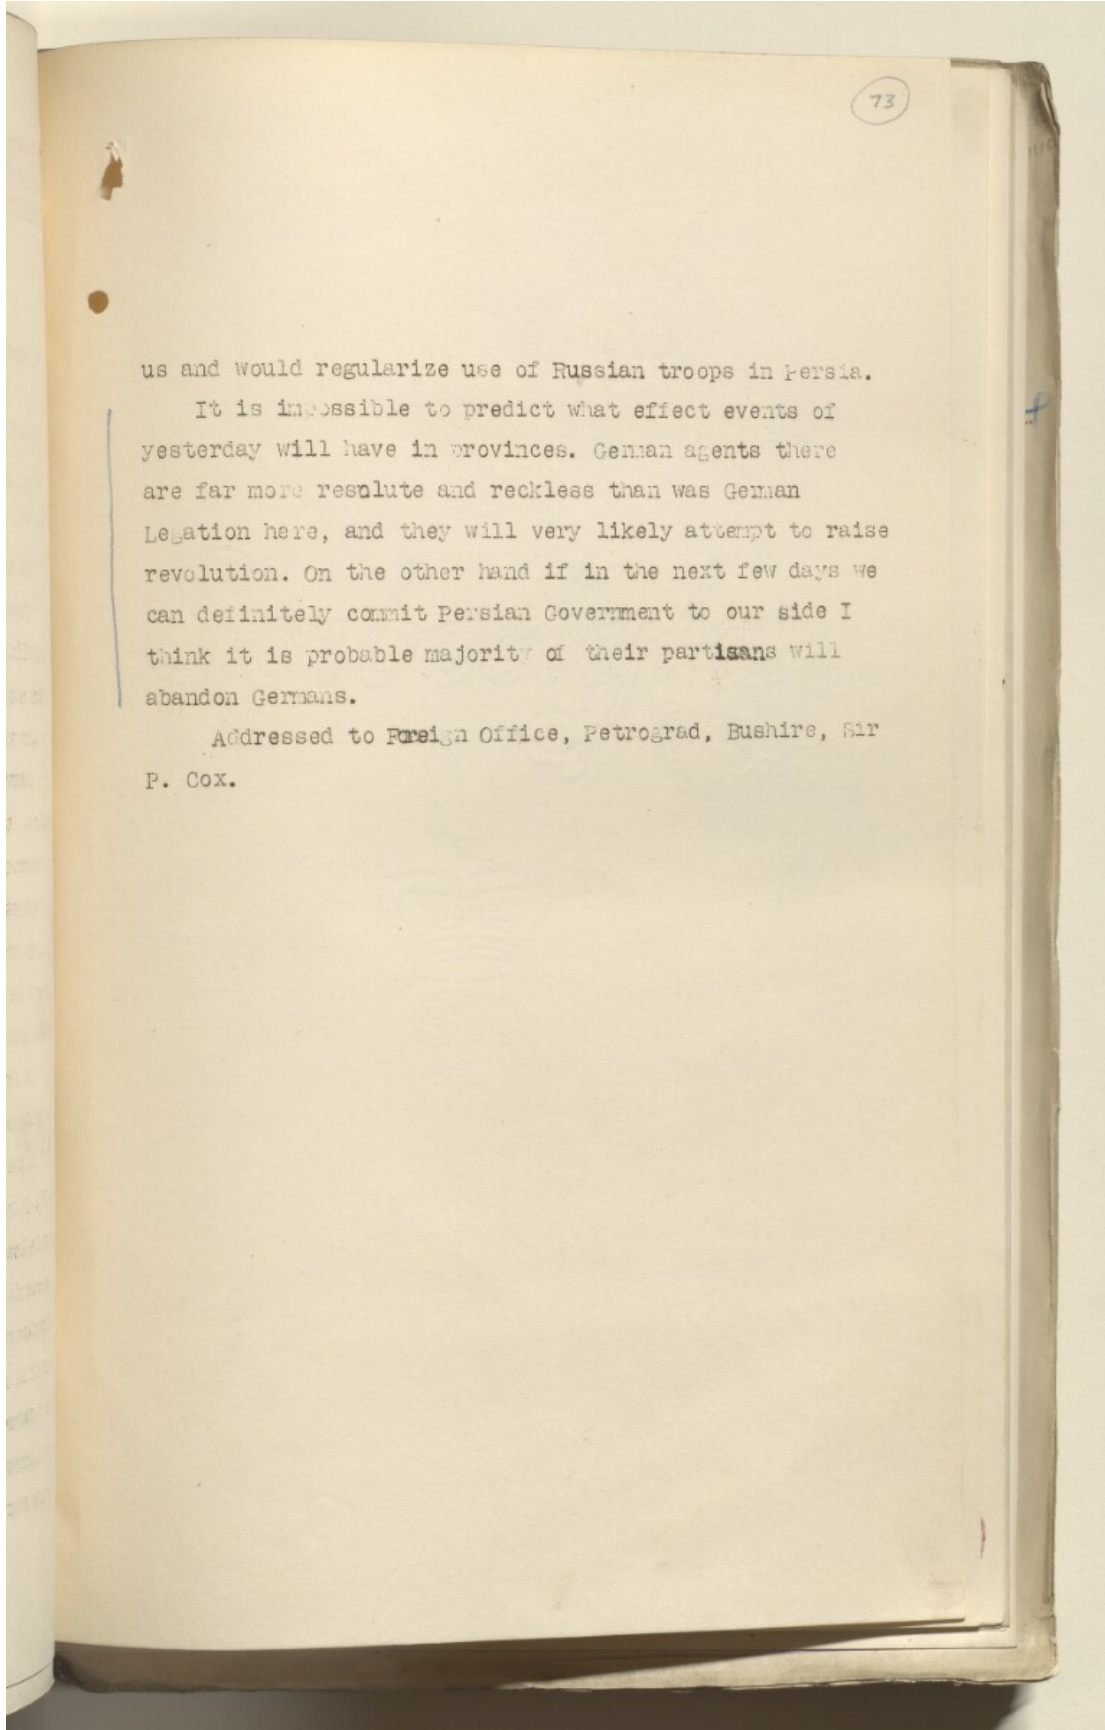 73
us and would regularize use of Russian troops in Persia.
It is impossible to predict what effect events of
yesterday will have in provinces. German agents there
are far more resolute and reckless than was German
Legation here, and they will very likely attempt to raise
revolution. On the other hand if in the next few days we
can definitely commit Persian Government to our side I
think it is probable majority of their partisans will
abandon Germans.
Addressed to Foreign Office, Petrograd, Bushire, Sir
P. Cox.